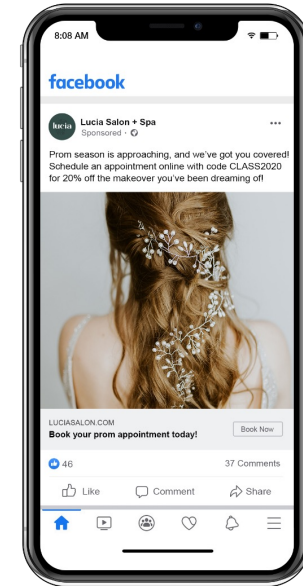 8:08 AM
facebook
lucia
Lucia Salon + Spa
Sponsored ·
Prom season is approaching, and we've got you covered!
Schedule an appointment online with code CLASS2020
for 20% off the makeover you've been dreaming of!
LUCIASALON.COM
Book your prom appointment today!
Book Now
46
37 Comments
Like
Comment
Share